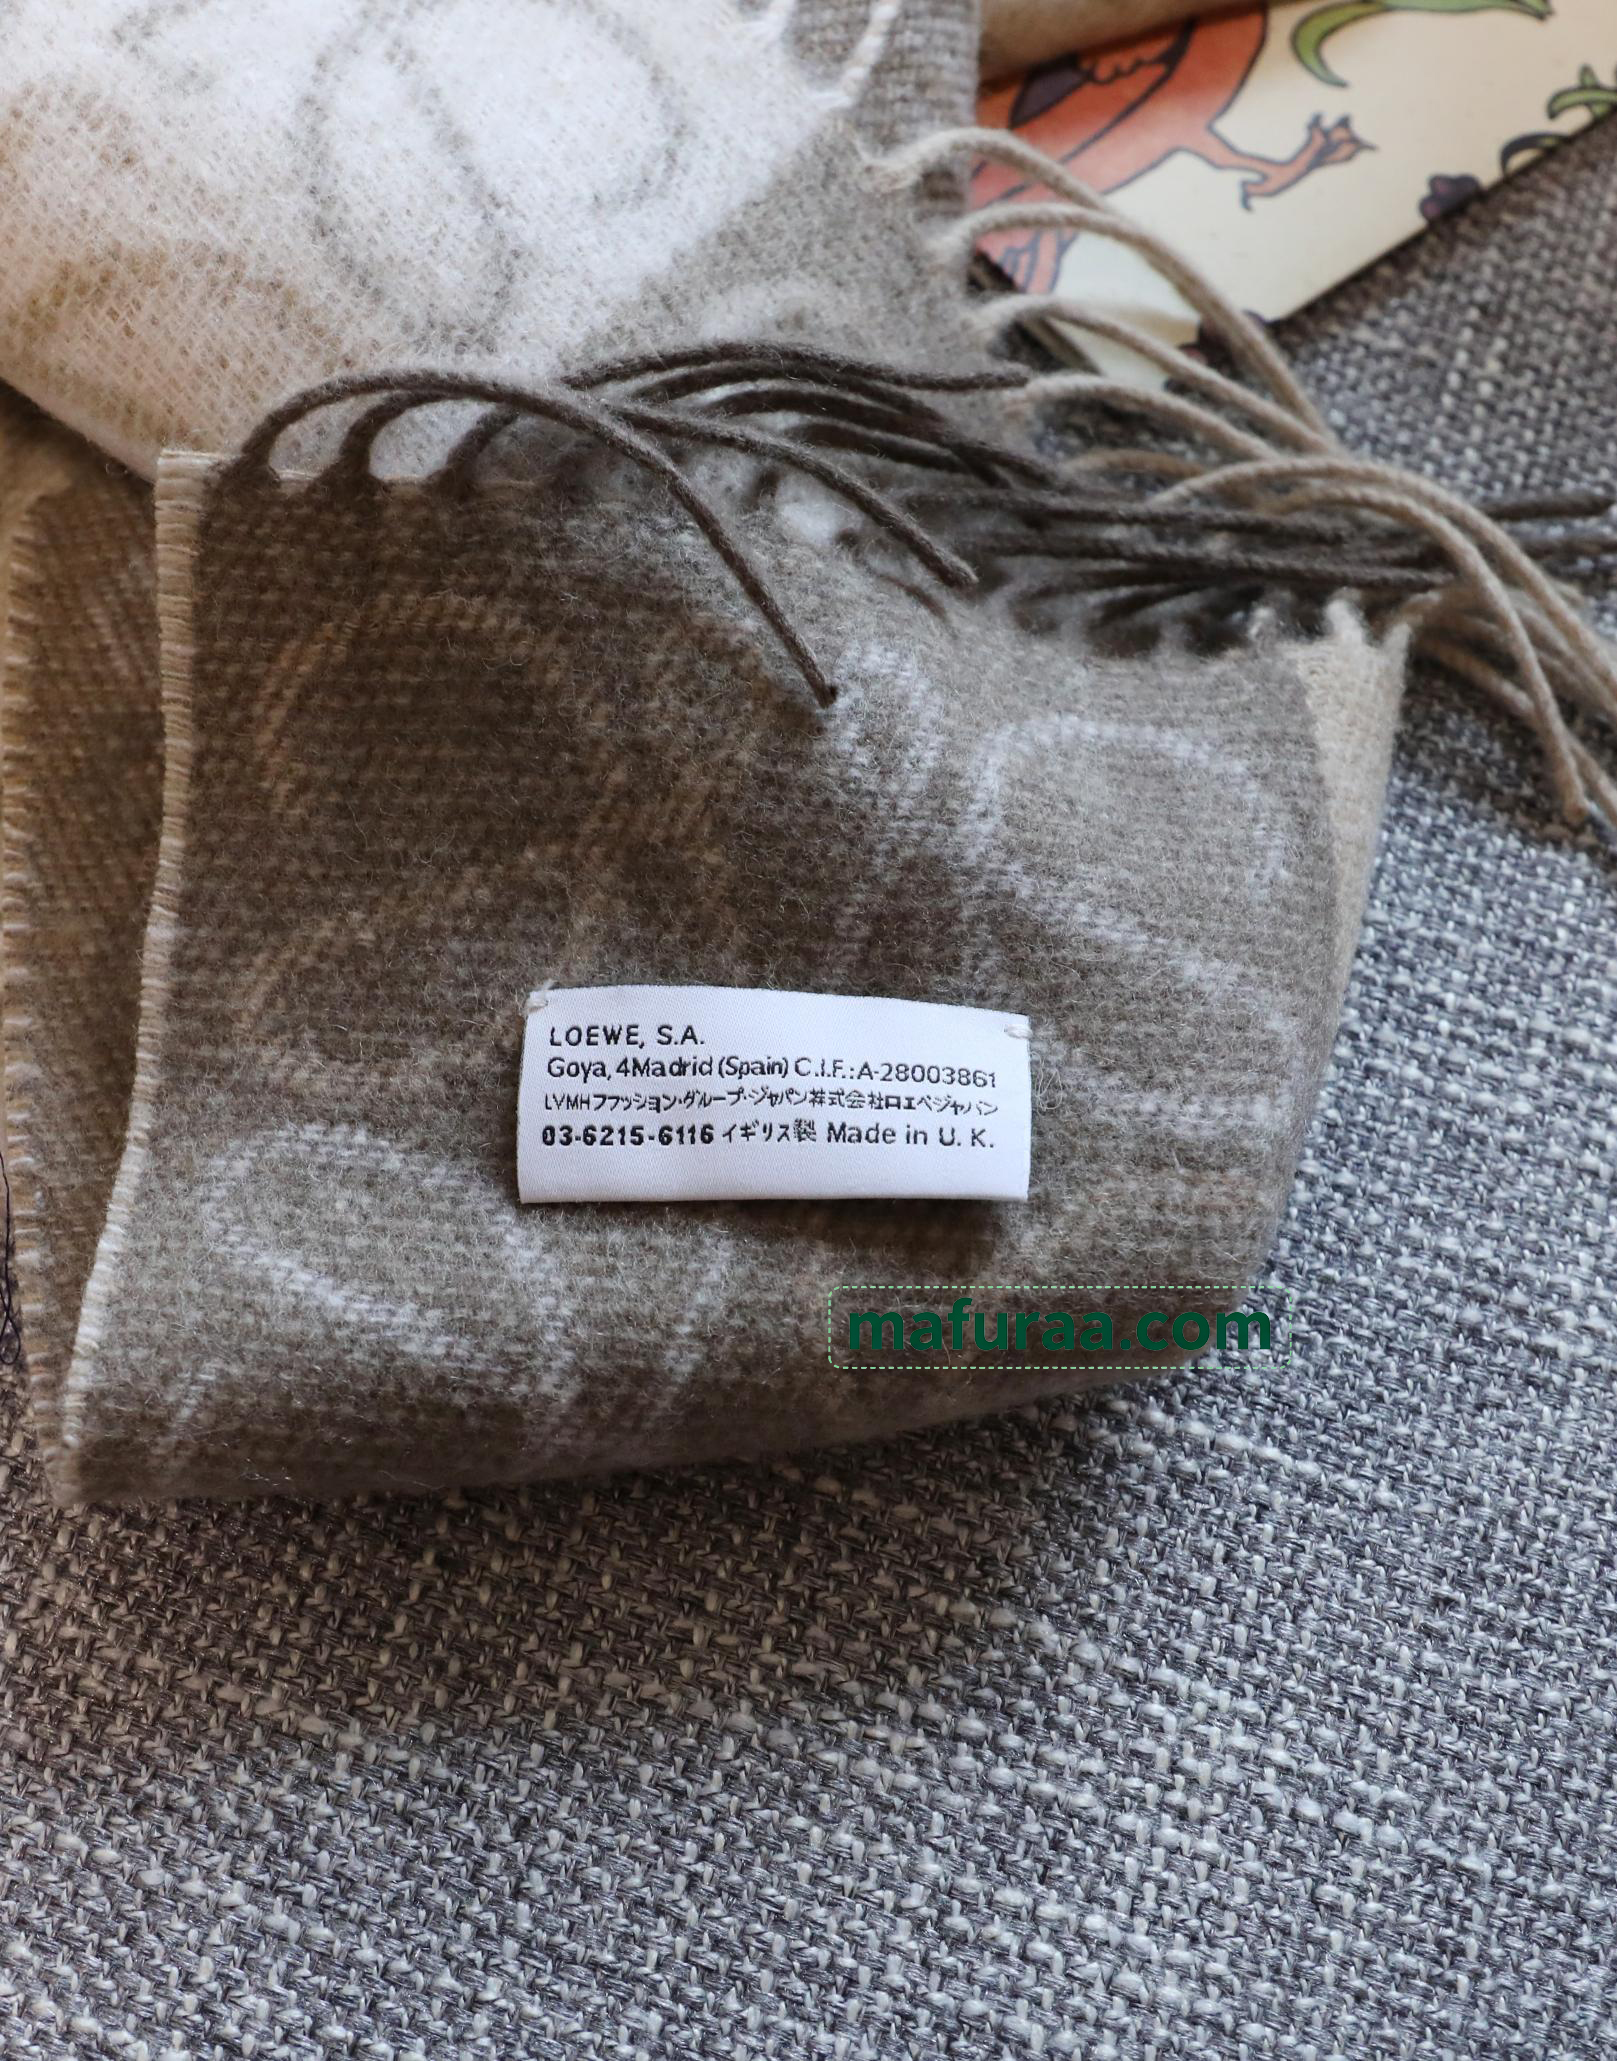 LOEWE, S.A.
Goya, 4Madrid (Spain) C.I.F.: A-28003861
LVMHファッション・グループ・ジャパン株式会社ロエベジャパン
03-6215-6116 イギリス製 Made in U. K.
mafuraa.com